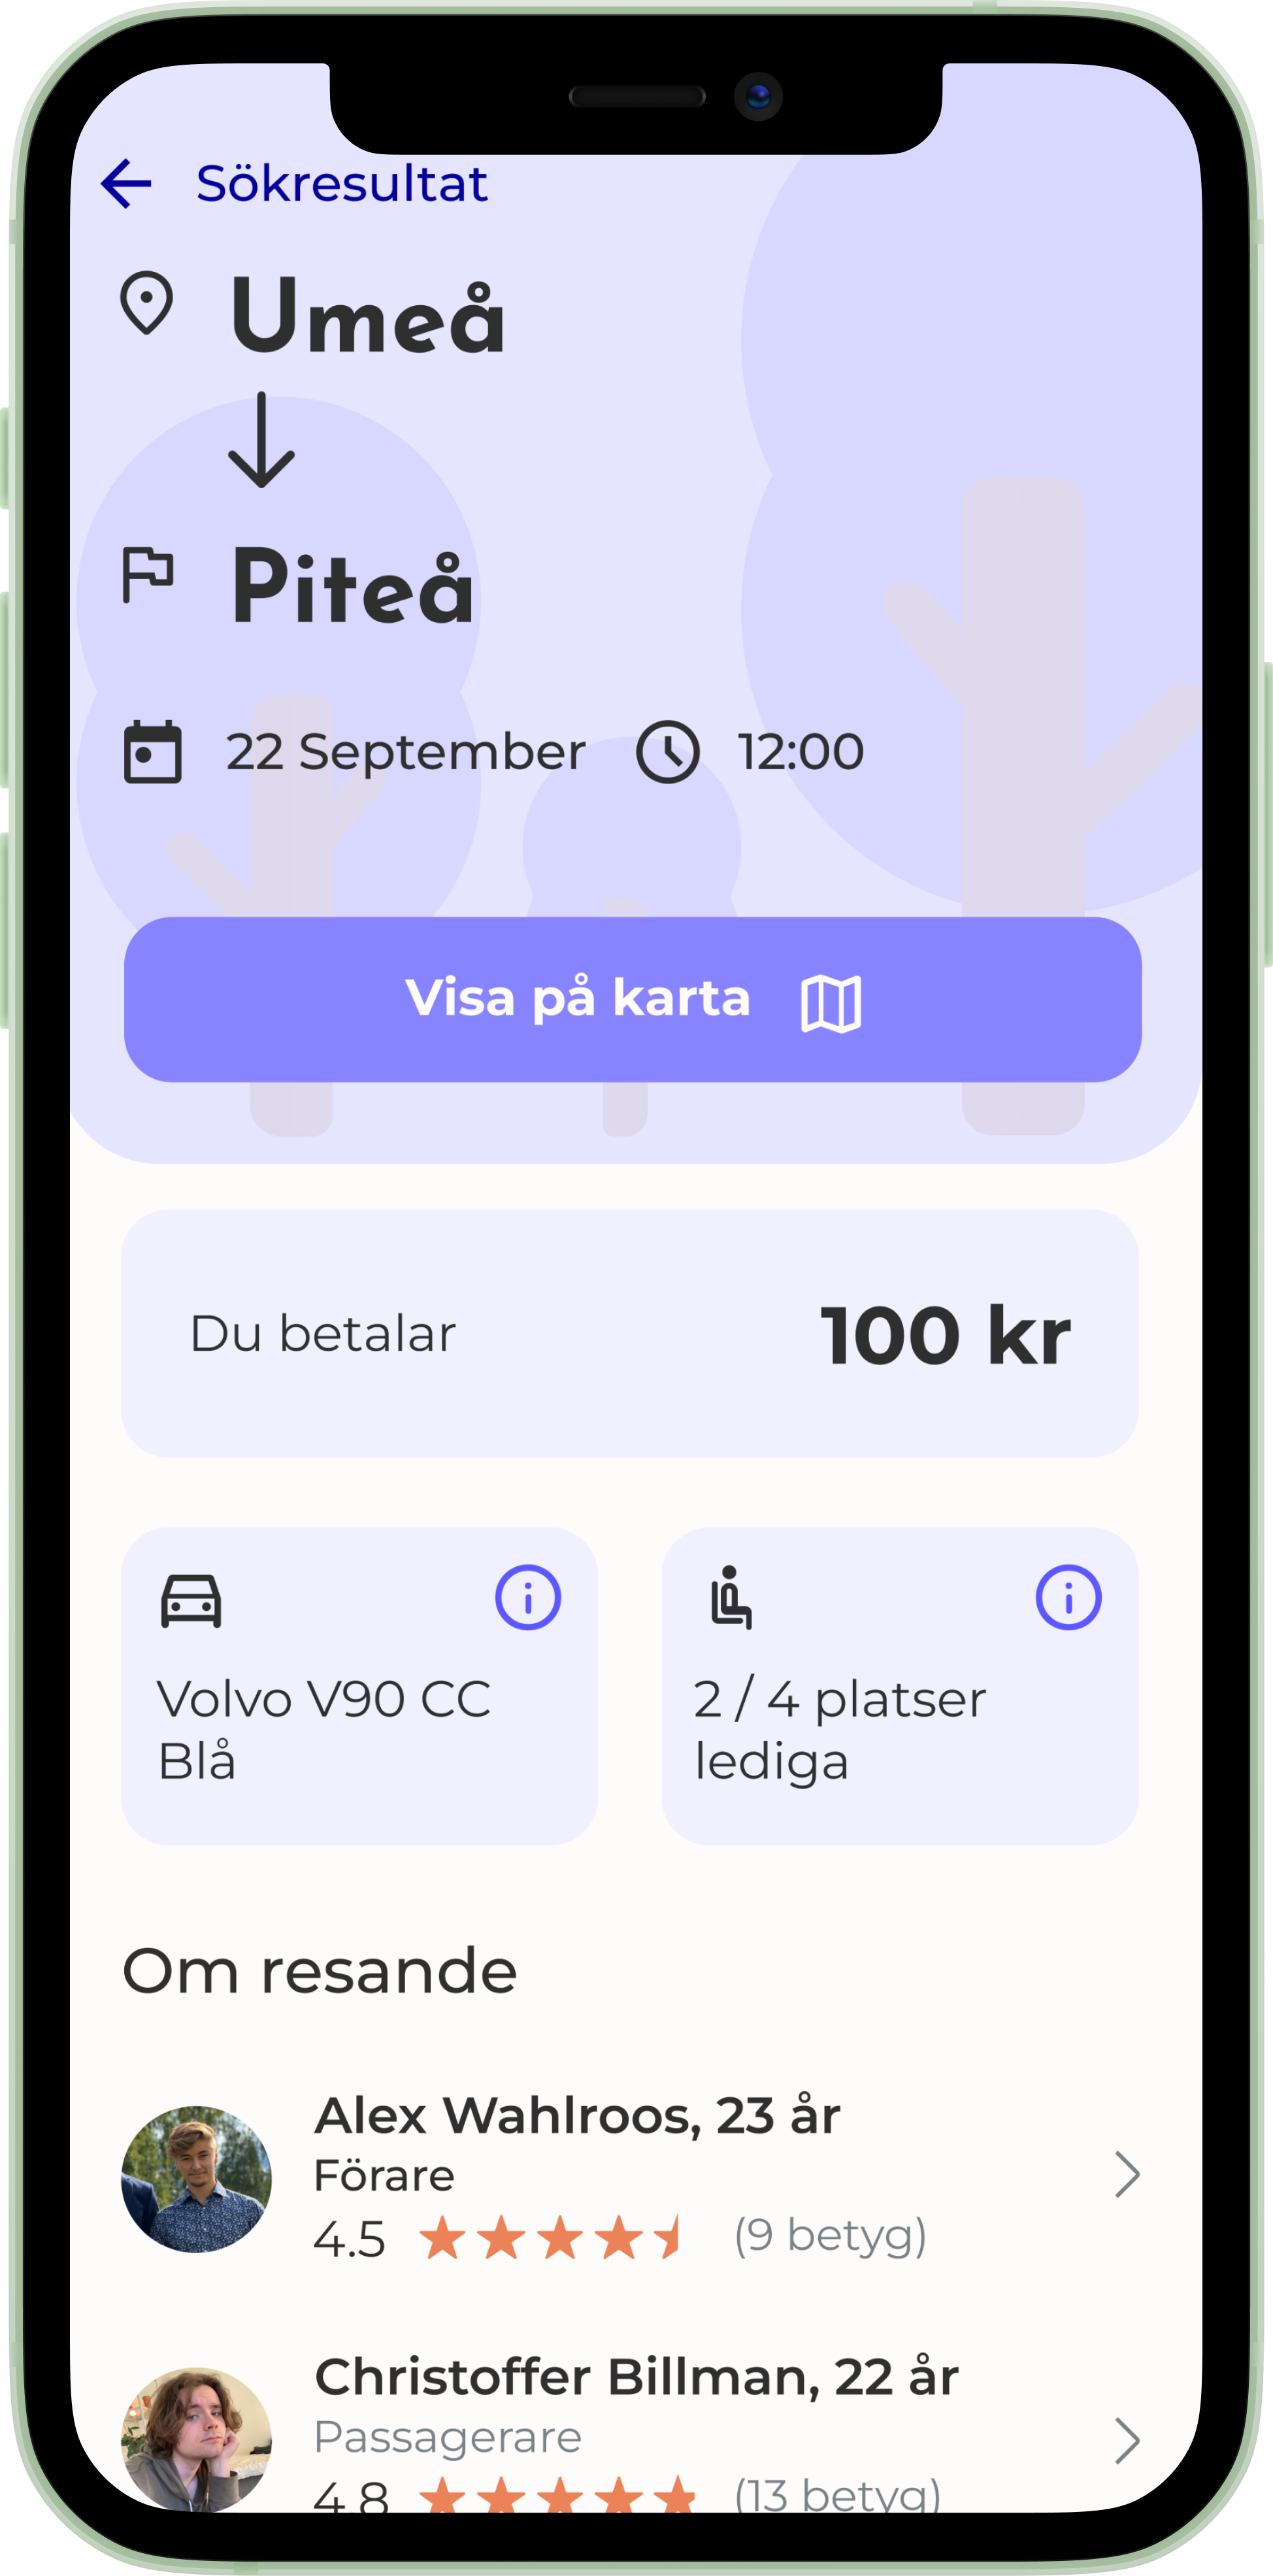 Sökresultat
Umeå
Piteå
22 September 12:00
Visa på karta
Du betalar 100 kr
Volvo V90 CC
Blå
2 / 4 platser
lediga
Om resande
Alex Wahlroos, 23 år
Förare
4.5 (9 betyg)
Christoffer Billman, 22 år
Passagerare
4.8 (13 betyg)